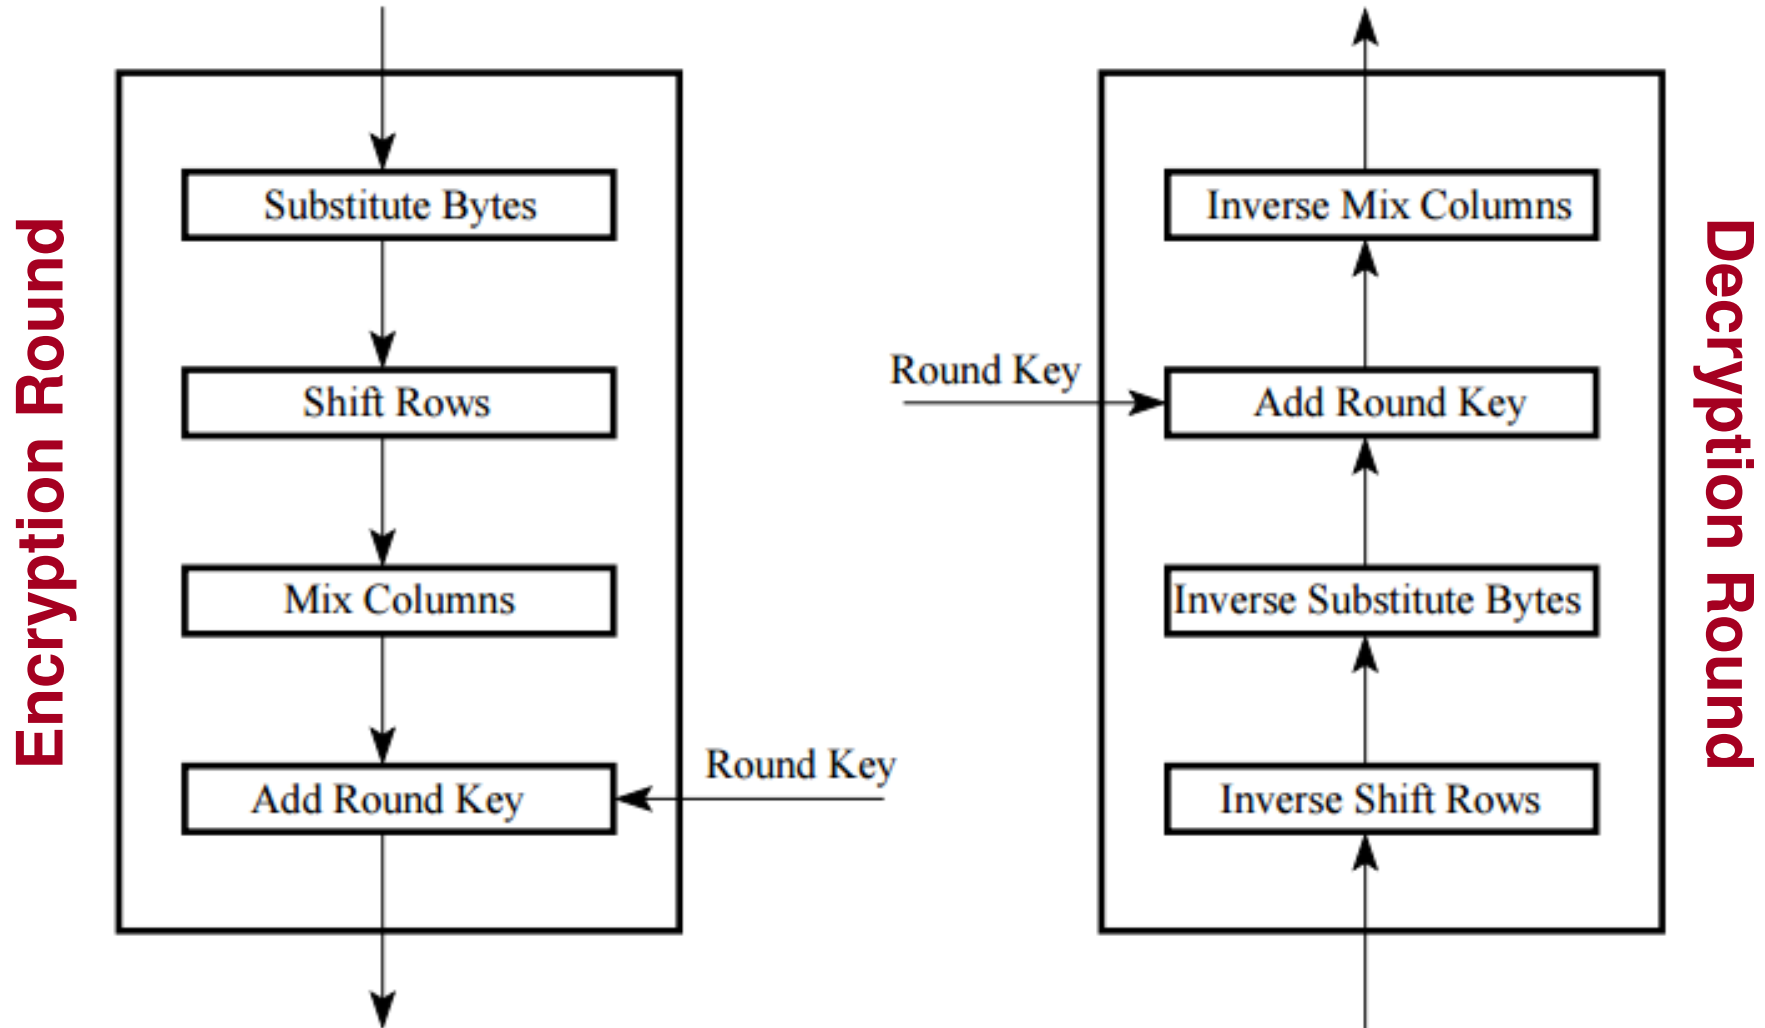 Encryption Round
Substitute Bytes
Shift Rows
Mix Columns
Add Round Key
Round Key
Inverse Mix Columns
Round Key
Add Round Key
Inverse Substitute Bytes
Inverse Shift Rows
Decryption Round